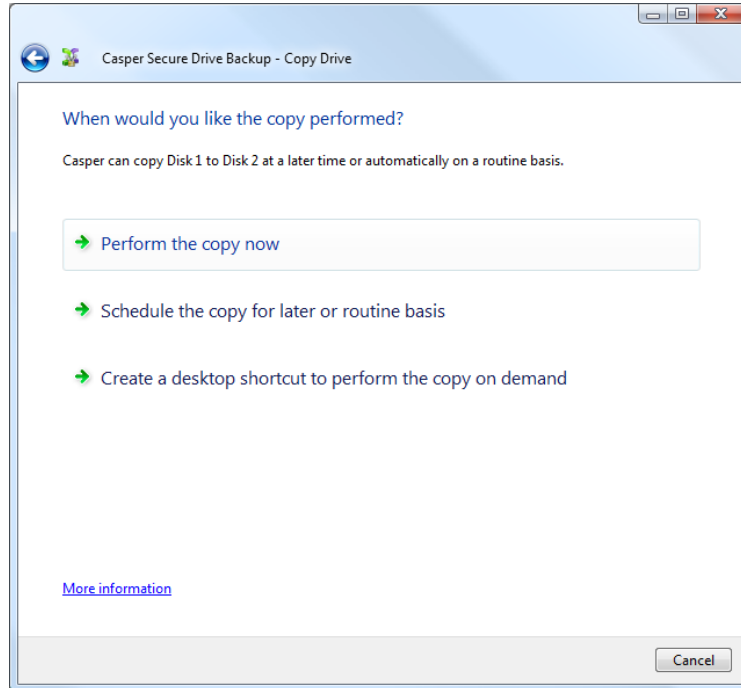 Casper Secure Drive Backup - Copy Drive
When would you like the copy performed?
Casper can copy Disk 1 to Disk 2 at a later time or automatically on a routine basis.
Perform the copy now
Schedule the copy for later or routine basis
Create a desktop shortcut to perform the copy on demand
More information
Cancel